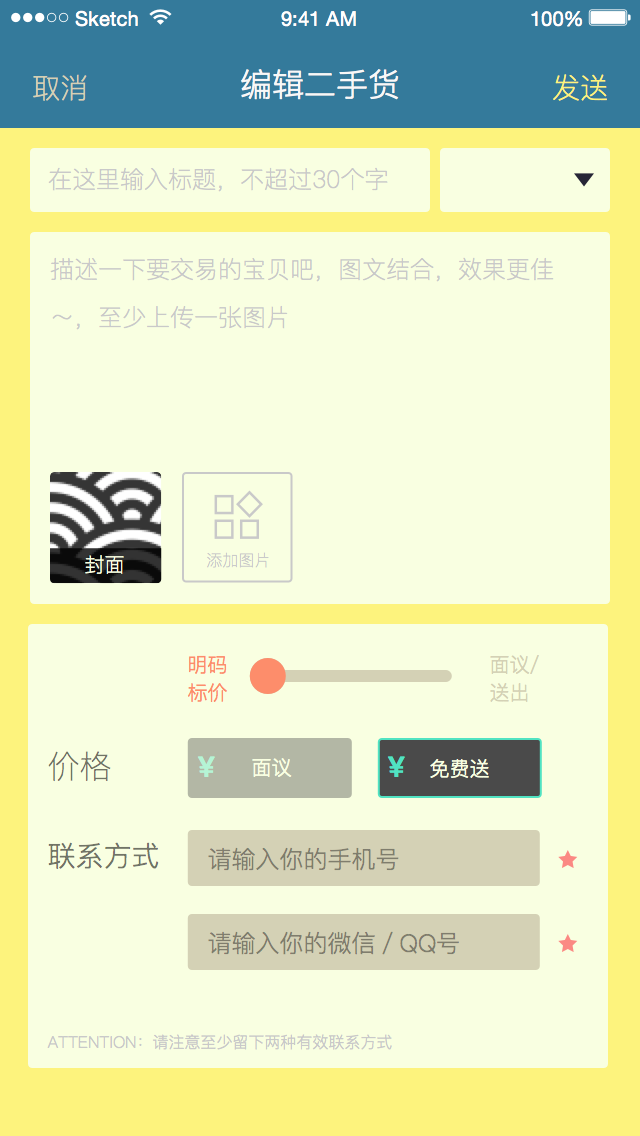 Sketch 9:41 AM 100%
取消 编辑二手货 发送
在这里输入标题，不超过30个字
描述一下要交易的宝贝吧，图文结合，效果更佳
～，至少上传一张图片
封面 添加图片
明码 面议/
标价 送出
价格 ¥ 面议 ¥ 免费送
联系方式 请输入你的手机号
请输入你的微信 / QQ号
ATTENTION：请注意至少留下两种有效联系方式